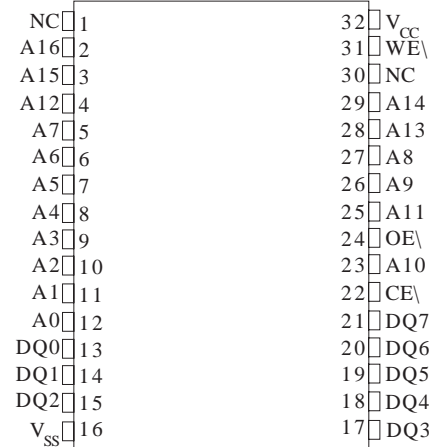 NC 1 32 VCC
A16 2 31 WE\
A15 3 30 NC
A12 4 29 A14
A7 5 28 A13
A6 6 27 A8
A5 7 26 A9
A4 8 25 A11
A3 9 24 OE\
A2 10 23 A10
A1 11 22 CE\
A0 12 21 DQ7
DQ0 13 20 DQ6
DQ1 14 19 DQ5
DQ2 15 18 DQ4
VSS 16 17 DQ3